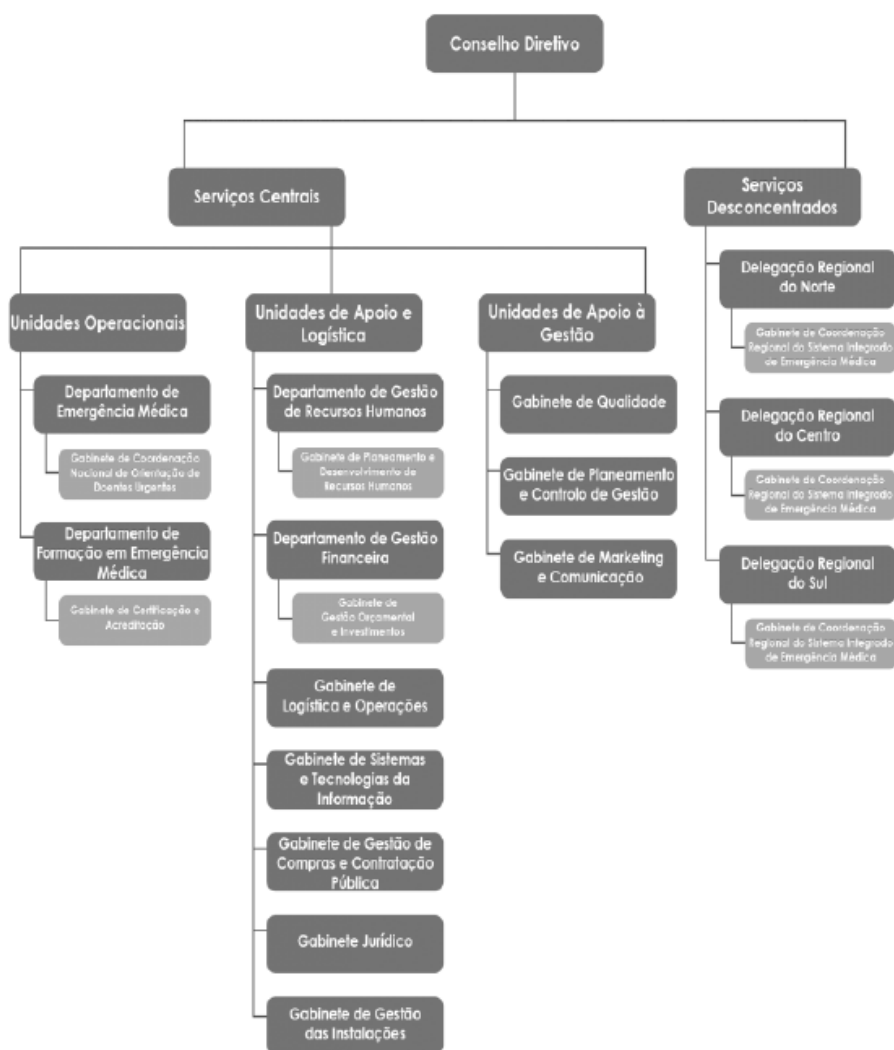 Conselho Diretivo
Serviços Centrais
Unidades Operacionais
Departamento de
Emergência Médica
Gabinete de Coordenação
Nacional de Orientação de
Doentes Urgentes
Departamento de
Formação em Emergência
Médica
Gabinete de Certificação e
Acreditação
Unidades de Apoio e
Logística
Departamento de Gestão
de Recursos Humanos
Gabinete de Planeamento e
Desenvolvimento de
Recursos Humanos
Departamento de Gestão
Financeira
Gabinete de
Gestão Orçamental
e Investimentos
Gabinete de
Logística e Operações
Gabinete de Sistemas
e Tecnologias da
Informação
Gabinete de Gestão de
Compras e Contratação
Pública
Gabinete Jurídico
Gabinete de Gestão
das Instalações
Unidades de Apoio à
Gestão
Gabinete de Qualidade
Gabinete de Planeamento
e Controlo de Gestão
Gabinete de Marketing
e Comunicação
Serviços
Desconcentrados
Delegação Regional
do Norte
Gabinete de Coordenação
Regional do Sistema Integrado
de Emergência Médica
Delegação Regional
do Centro
Gabinete de Coordenação
Regional do Sistema Integrado
de Emergência Médica
Delegação Regional
do Sul
Gabinete de Coordenação
Regional do Sistema Integrado
de Emergência Médica